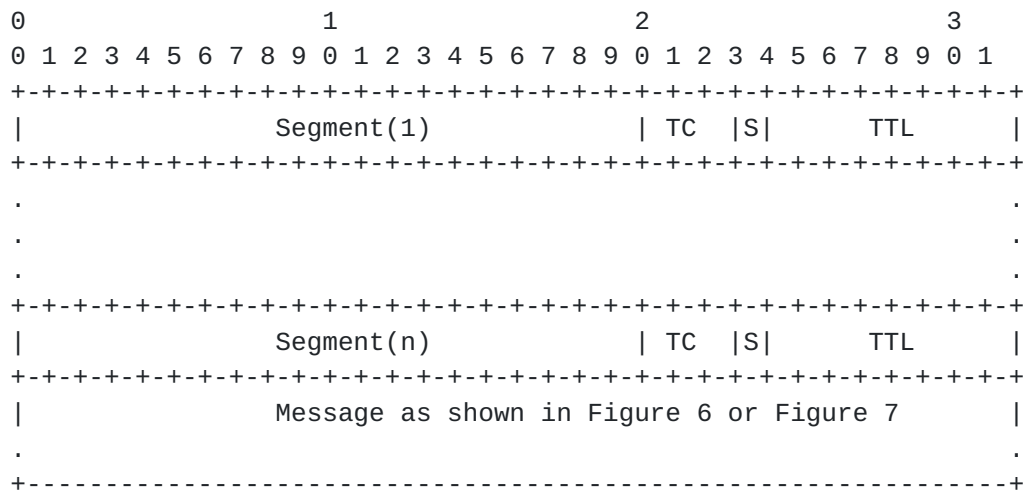 0                   1                   2                   3
0 1 2 3 4 5 6 7 8 9 0 1 2 3 4 5 6 7 8 9 0 1 2 3 4 5 6 7 8 9 0 1
+-+-+-+-+-+-+-+-+-+-+-+-+-+-+-+-+-+-+-+-+-+-+-+-+-+-+-+-+-+-+-+-+
|                Segment(1)             | TC  |S|      TTL      |
+-+-+-+-+-+-+-+-+-+-+-+-+-+-+-+-+-+-+-+-+-+-+-+-+-+-+-+-+-+-+-+-+
.                                                               .
.                                                               .
.                                                               .
+-+-+-+-+-+-+-+-+-+-+-+-+-+-+-+-+-+-+-+-+-+-+-+-+-+-+-+-+-+-+-+-+
|                Segment(n)             | TC  |S|      TTL      |
+-+-+-+-+-+-+-+-+-+-+-+-+-+-+-+-+-+-+-+-+-+-+-+-+-+-+-+-+-+-+-+-+
|                Message as shown in Figure 6 or Figure 7       |
.                                                               .
+---------------------------------------------------------------+